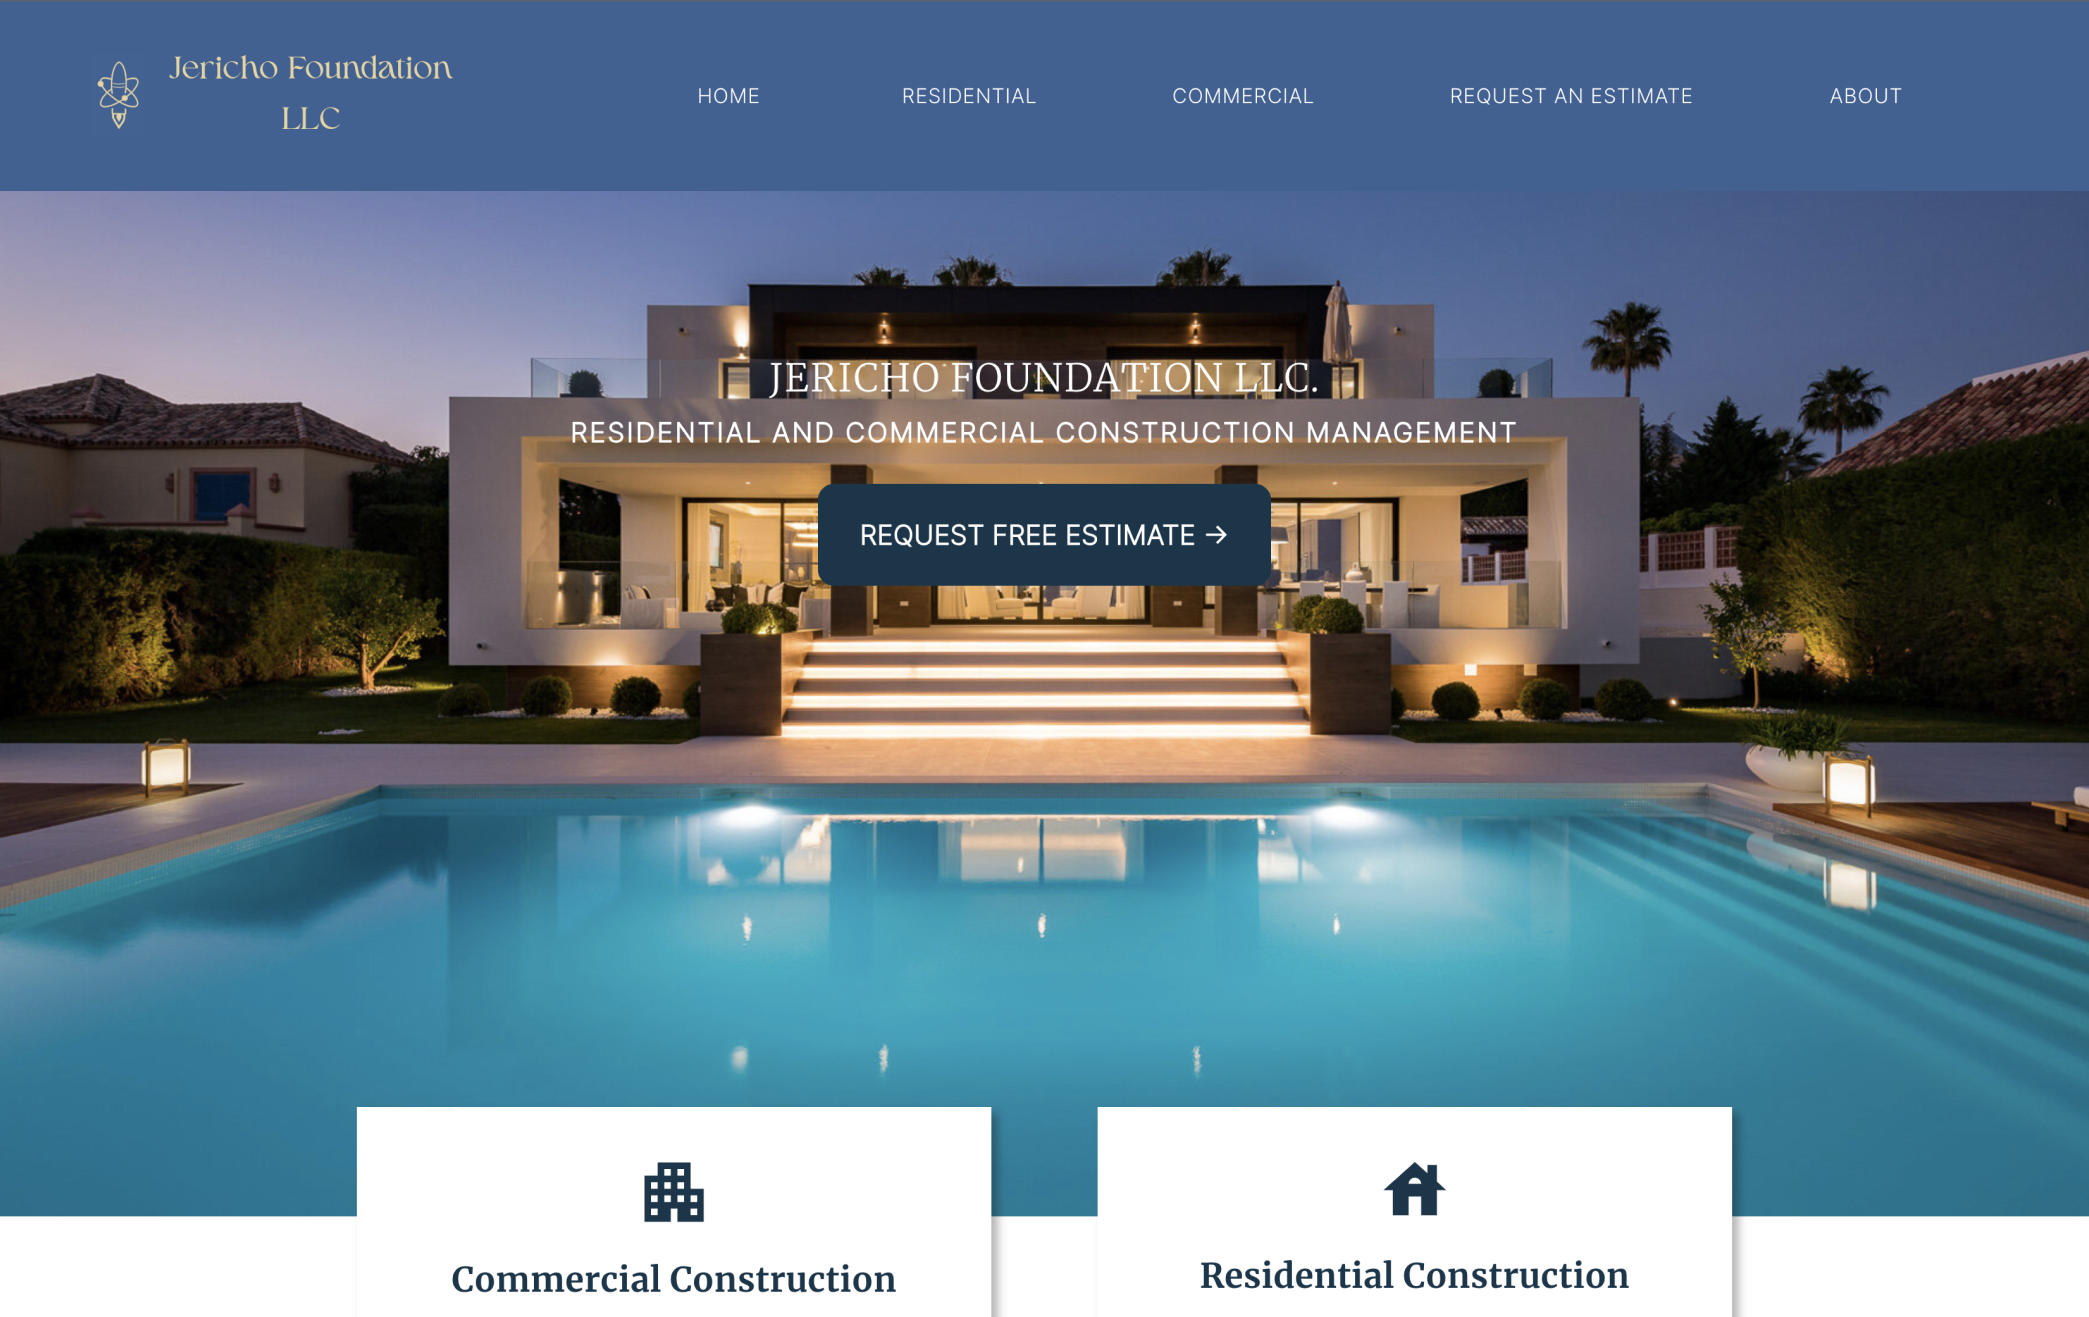 Jericho Foundation
LLC
HOME
RESIDENTIAL
COMMERCIAL
REQUEST AN ESTIMATE
ABOUT
JERICHO FOUNDATION LLC.
RESIDENTIAL AND COMMERCIAL CONSTRUCTION MANAGEMENT
REQUEST FREE ESTIMATE →
Commercial Construction
Residential Construction